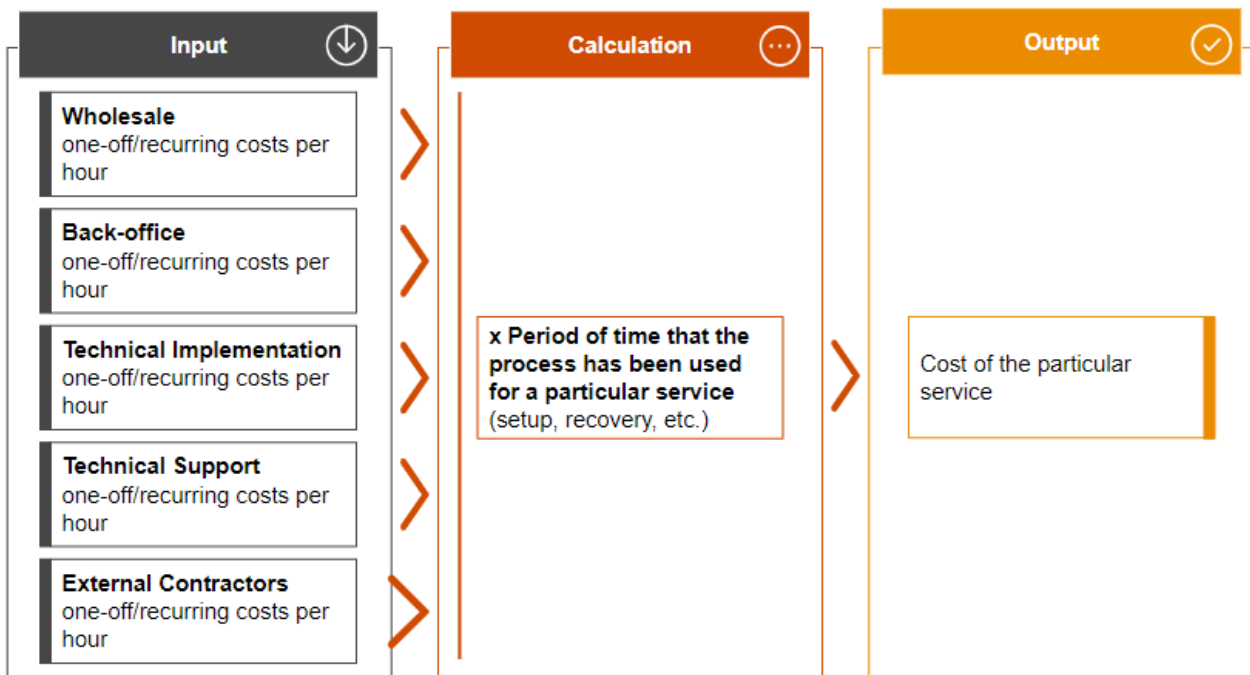 Input
Calculation
Output
Wholesale
one-off/recurring costs per
hour
Back-office
one-off/recurring costs per
hour
Technical Implementation
one-off/recurring costs per
hour
Technical Support
one-off/recurring costs per
hour
External Contractors
one-off/recurring costs per
hour
x Period of time that the
process has been used
for a particular service
(setup, recovery, etc.)
Cost of the particular
service